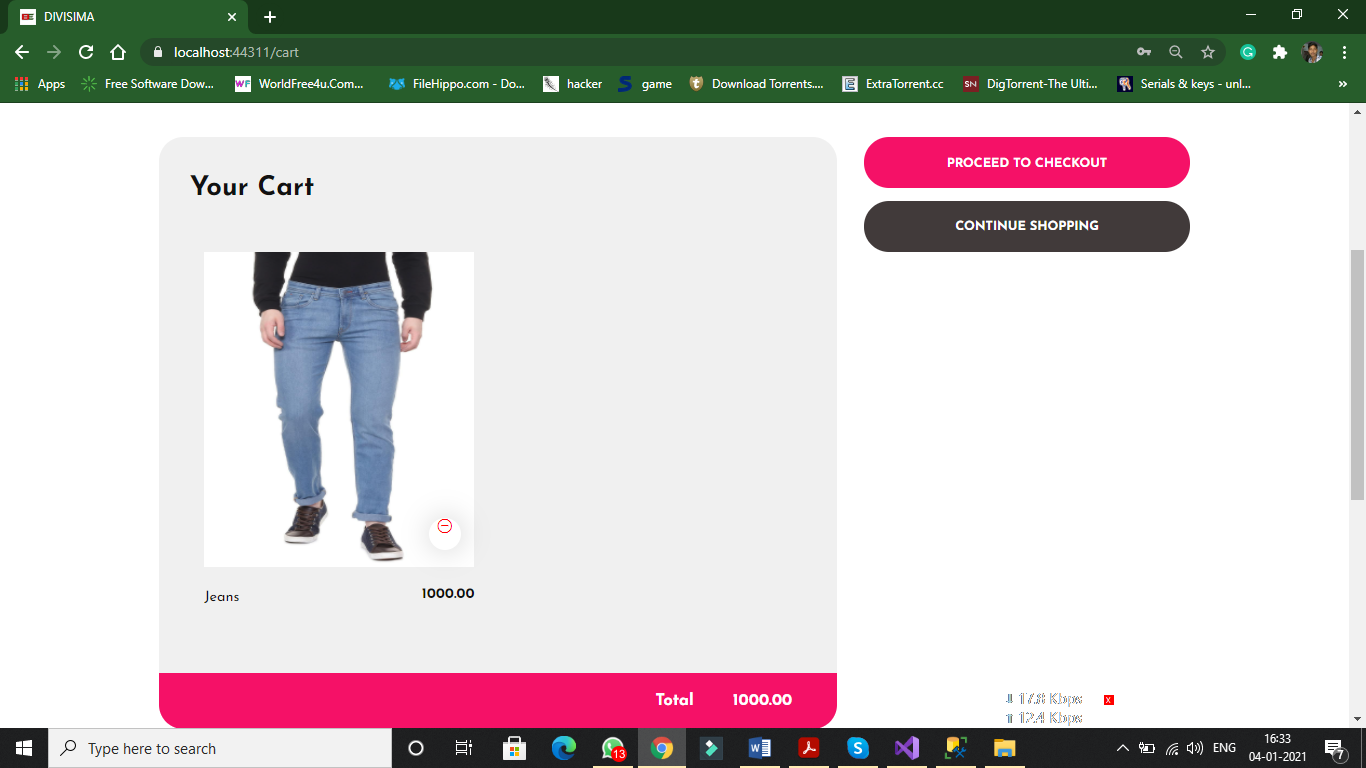 DIVISIMA
localhost:44311/cart
Apps Free Software Dow... WorldFree4u.Com... FileHippo.com - Do... hacker game Download Torrents.... ExtraTorrent.cc DigTorrent-The Ulti... Serials & keys - unl... »
Your Cart
PROCEED TO CHECKOUT
CONTINUE SHOPPING
Jeans 1000.00
Total 1000.00
17.8 Kbps
12.4 Kbps
Type here to search
13
ENG
16:33
04-01-2021
7